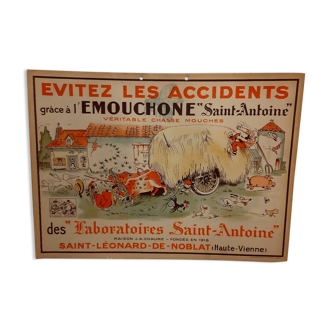 EVITEZ LES ACCIDENTS
grâce à l'EMOUCHONE "Saint-Antoine"
VÉRITABLE CHASSE MOUCHES
des "Laboratoires Saint-Antoine"
MAISON J.A. CHAUME - FONDÉE EN 1918
SAINT-LÉONARD-DE-NOBLAT (Haute-Vienne)